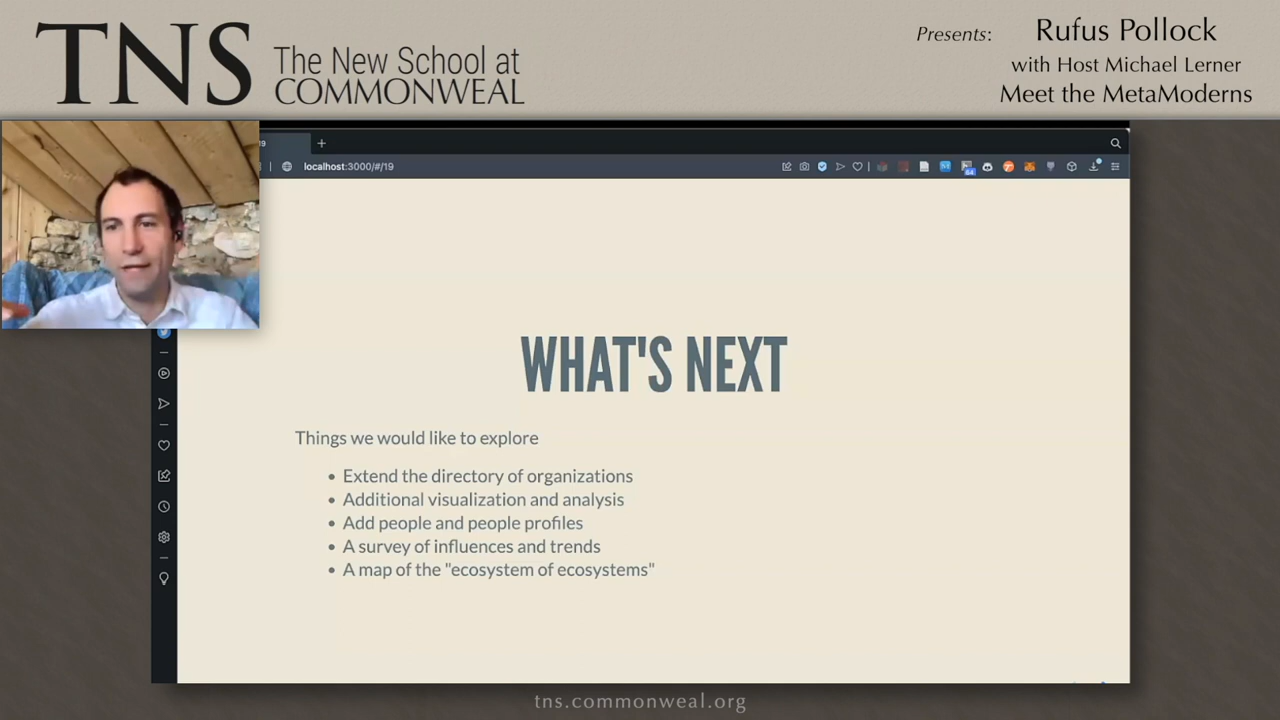 TNS
The New School at
COMMONWEAL
Presents: Rufus Pollock
with Host Michael Lerner
Meet the MetaModerns
19
localhost:3000/#/19
64
WHAT'S NEXT
Things we would like to explore
• Extend the directory of organizations
• Additional visualization and analysis
• Add people and people profiles
• A survey of influences and trends
• A map of the "ecosystem of ecosystems"
tns.commonweal.org